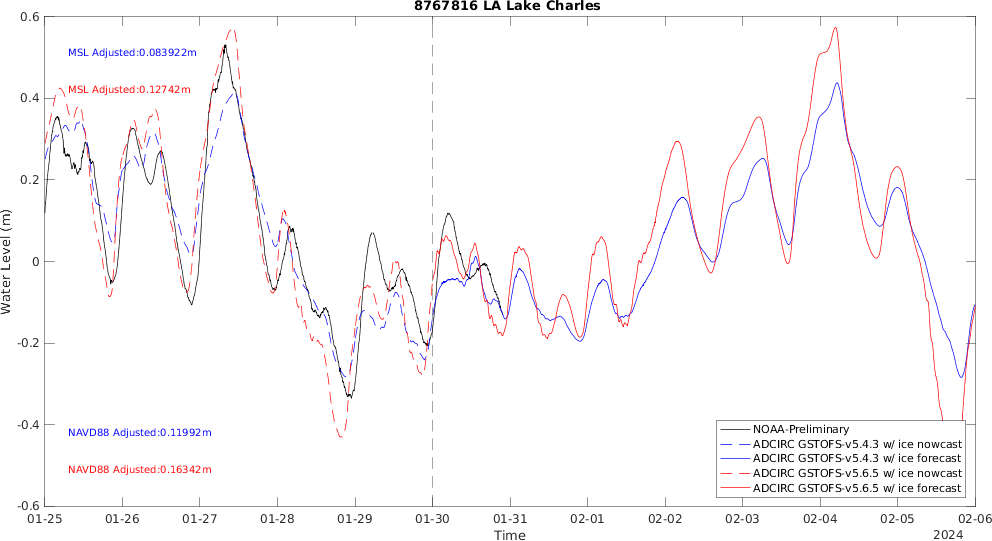 8767816 LA Lake Charles
0.6
MSL Adjusted:0.083922m
MSL Adjusted:0.12742m
0.4
0.2
0
-0.2
-0.4
-0.6
Water Level (m)
NAVD88 Adjusted:0.11992m
NAVD88 Adjusted:0.16342m
NOAA-Preliminary
ADCIRC GSTOFS-v5.4.3 w/ ice nowcast
ADCIRC GSTOFS-v5.4.3 w/ ice forecast
ADCIRC GSTOFS-v5.6.5 w/ ice nowcast
ADCIRC GSTOFS-v5.6.5 w/ ice forecast
01-25 01-26 01-27 01-28 01-29 01-30 01-31 02-01 02-02 02-03 02-04 02-05 02-06
Time
2024